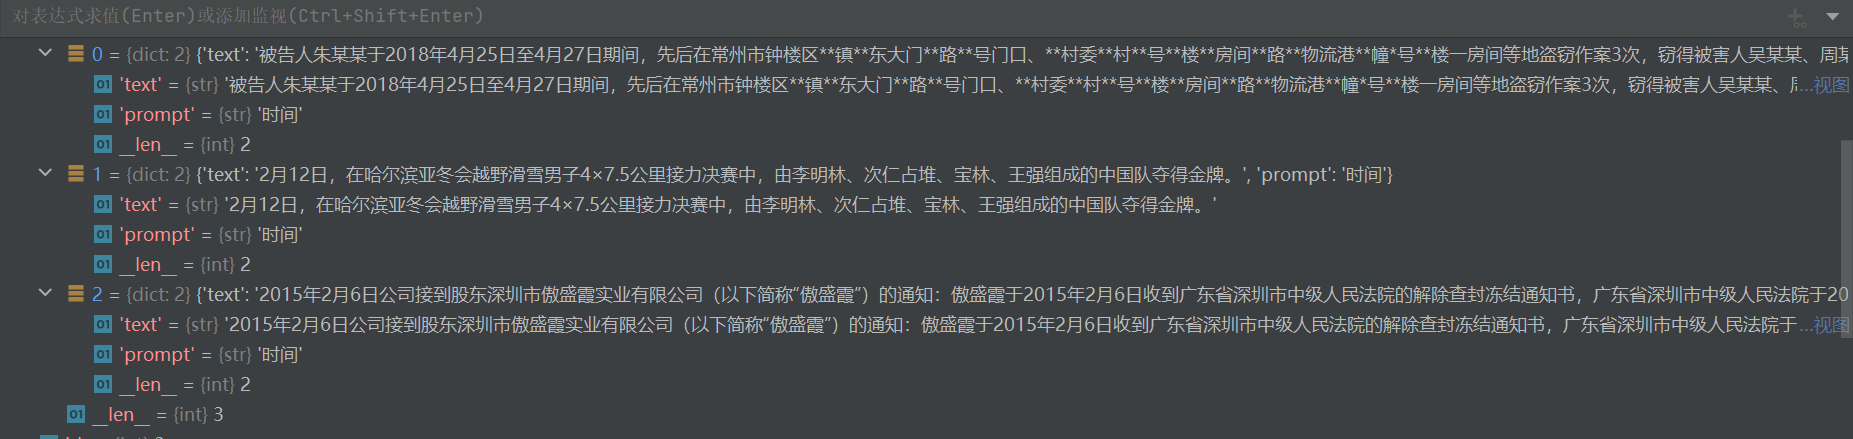 对表达式求值(Enter)或添加监视(Ctrl+Shift+Enter)
0 = {dict: 2} {'text': '被告人朱某某于2018年4月25日至4月27日期间，先后在常州市钟楼区**镇**东大门**路**号门口、**村委**村**号**楼**房间**路**物流港**幢*号**楼一房间等地盗窃作案3次，窃得被害人吴某某、周某
'text' = {str} '被告人朱某某于2018年4月25日至4月27日期间，先后在常州市钟楼区**镇**东大门**路**号门口、**村委**村**号**楼**房间**路**物流港**幢*号**楼一房间等地盗窃作案3次，窃得被害人吴某某、...视图
'prompt' = {str} '时间'
__len__ = {int} 2
1 = {dict: 2} {'text': '2月12日，在哈尔滨亚冬会越野滑雪男子4×7.5公里接力决赛中，由李明林、次仁占堆、宝林、王强组成的中国队夺得金牌。', 'prompt': '时间'}
'text' = {str} '2月12日，在哈尔滨亚冬会越野滑雪男子4×7.5公里接力决赛中，由李明林、次仁占堆、宝林、王强组成的中国队夺得金牌。'
'prompt' = {str} '时间'
__len__ = {int} 2
2 = {dict: 2} {'text': '2015年2月6日公司接到股东深圳市傲盛霞实业有限公司（以下简称“傲盛霞”）的通知：傲盛霞于2015年2月6日收到广东省深圳市中级人民法院的解除查封冻结通知书，广东省深圳市中级人民法院于20
'text' = {str} '2015年2月6日公司接到股东深圳市傲盛霞实业有限公司（以下简称“傲盛霞”）的通知：傲盛霞于2015年2月6日收到广东省深圳市中级人民法院的解除查封冻结通知书，广东省深圳市中级人民法院于...视图
'prompt' = {str} '时间'
__len__ = {int} 2
__len__ = {int} 3